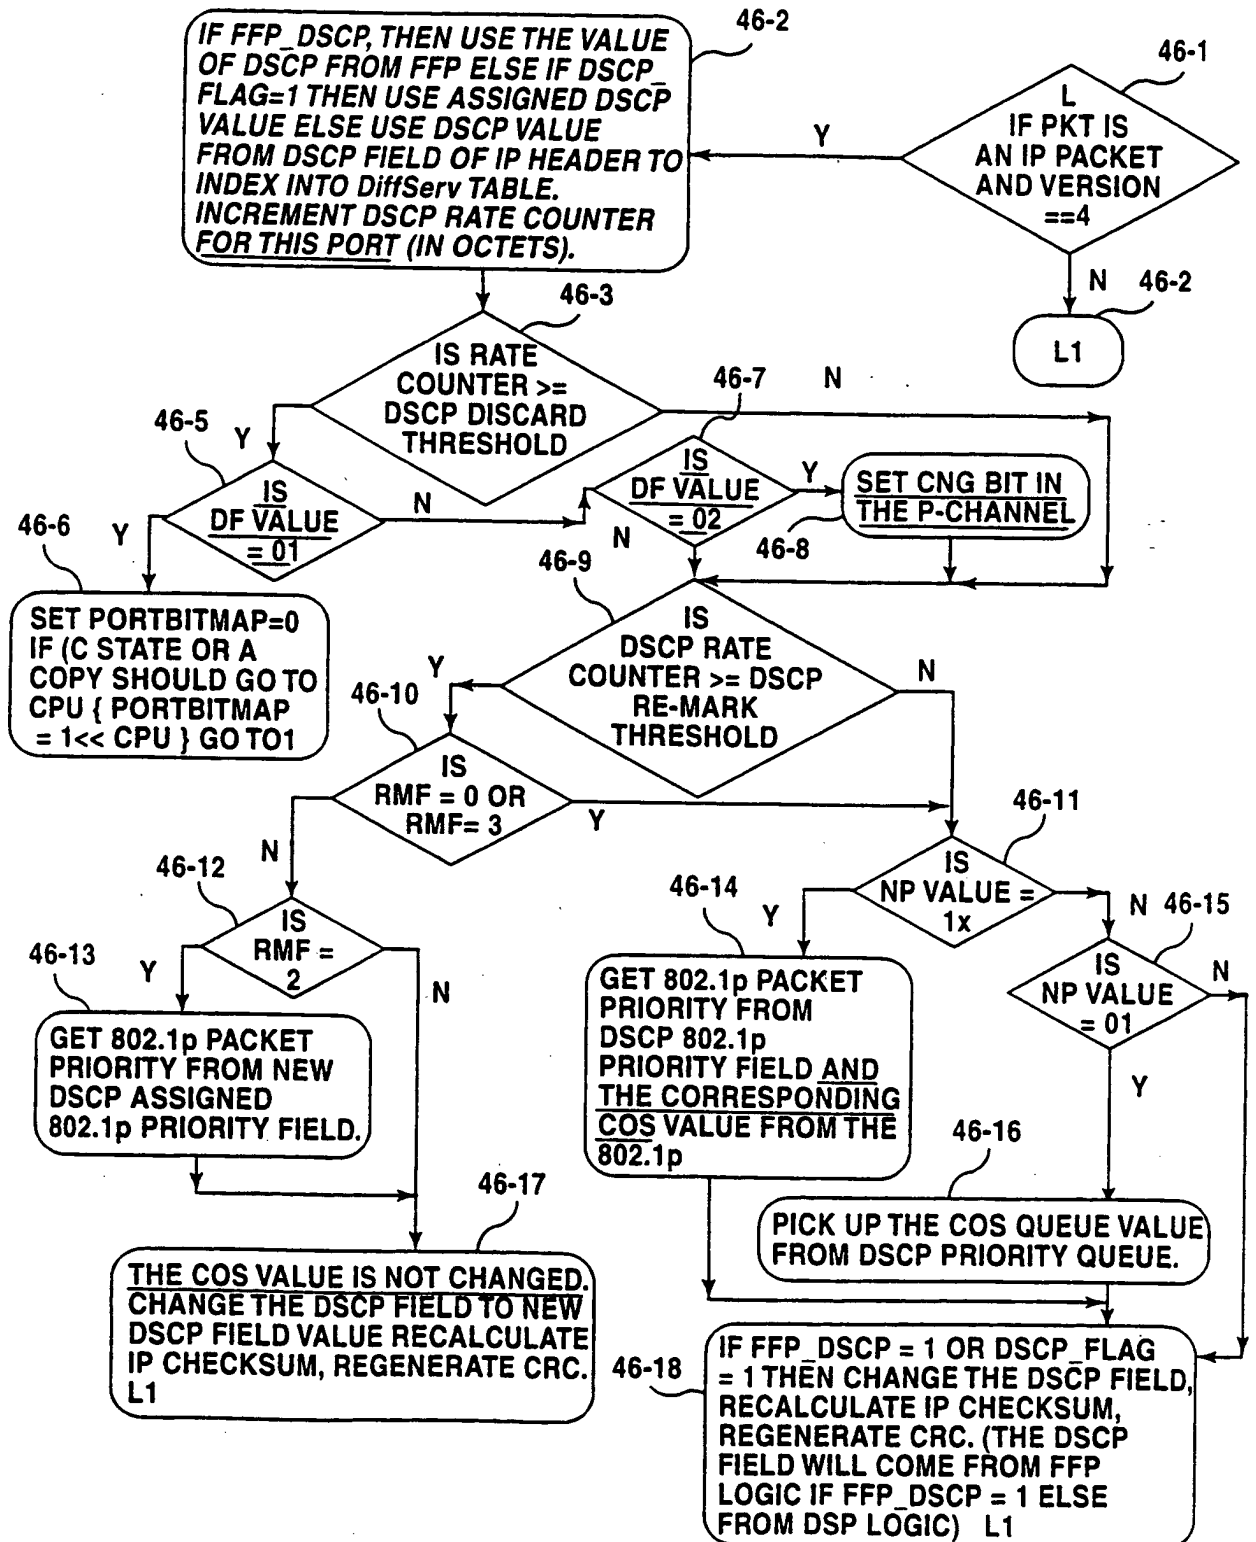 46-2
IF FFP_DSCP, THEN USE THE VALUE
OF DSCP FROM FFP ELSE IF DSCP_
FLAG=1 THEN USE ASSIGNED DSCP
VALUE ELSE USE DSCP VALUE
FROM DSCP FIELD OF IP HEADER TO
INDEX INTO DiffServ TABLE.
INCREMENT DSCP RATE COUNTER
FOR THIS PORT (IN OCTETS).
46-1
L
IF PKT IS
AN IP PACKET
AND VERSION
==4
Y
N
46-2
L1
46-3
IS RATE
COUNTER >=
DSCP DISCARD
THRESHOLD
Y
N
46-5
IS
DF VALUE
= 01
Y
N
46-7
IS
DF VALUE
= 02
Y
N
46-8
SET CNG BIT IN
THE P-CHANNEL
46-6
SET PORTBITMAP=0
IF (C STATE OR A
COPY SHOULD GO TO
CPU { PORTBITMAP
= 1<< CPU } GO TO1
46-9
IS
DSCP RATE
COUNTER >= DSCP
RE-MARK
THRESHOLD
Y
N
46-10
IS
RMF = 0 OR
RMF= 3
Y
N
46-11
IS
NP VALUE =
1x
Y
N
46-12
IS
RMF =
2
Y
N
46-13
GET 802.1p PACKET
PRIORITY FROM NEW
DSCP ASSIGNED
802.1p PRIORITY FIELD.
46-14
GET 802.1p PACKET
PRIORITY FROM
DSCP 802.1p
PRIORITY FIELD AND
THE CORRESPONDING
COS VALUE FROM THE
802.1p
46-15
IS
NP VALUE
= 01
N
Y
46-16
PICK UP THE COS QUEUE VALUE
FROM DSCP PRIORITY QUEUE.
46-17
THE COS VALUE IS NOT CHANGED.
CHANGE THE DSCP FIELD TO NEW
DSCP FIELD VALUE RECALCULATE
IP CHECKSUM, REGENERATE CRC.
L1
46-18
IF FFP_DSCP = 1 OR DSCP_FLAG
= 1 THEN CHANGE THE DSCP FIELD,
RECALCULATE IP CHECKSUM,
REGENERATE CRC. (THE DSCP
FIELD WILL COME FROM FFP
LOGIC IF FFP_DSCP = 1 ELSE
FROM DSP LOGIC) L1